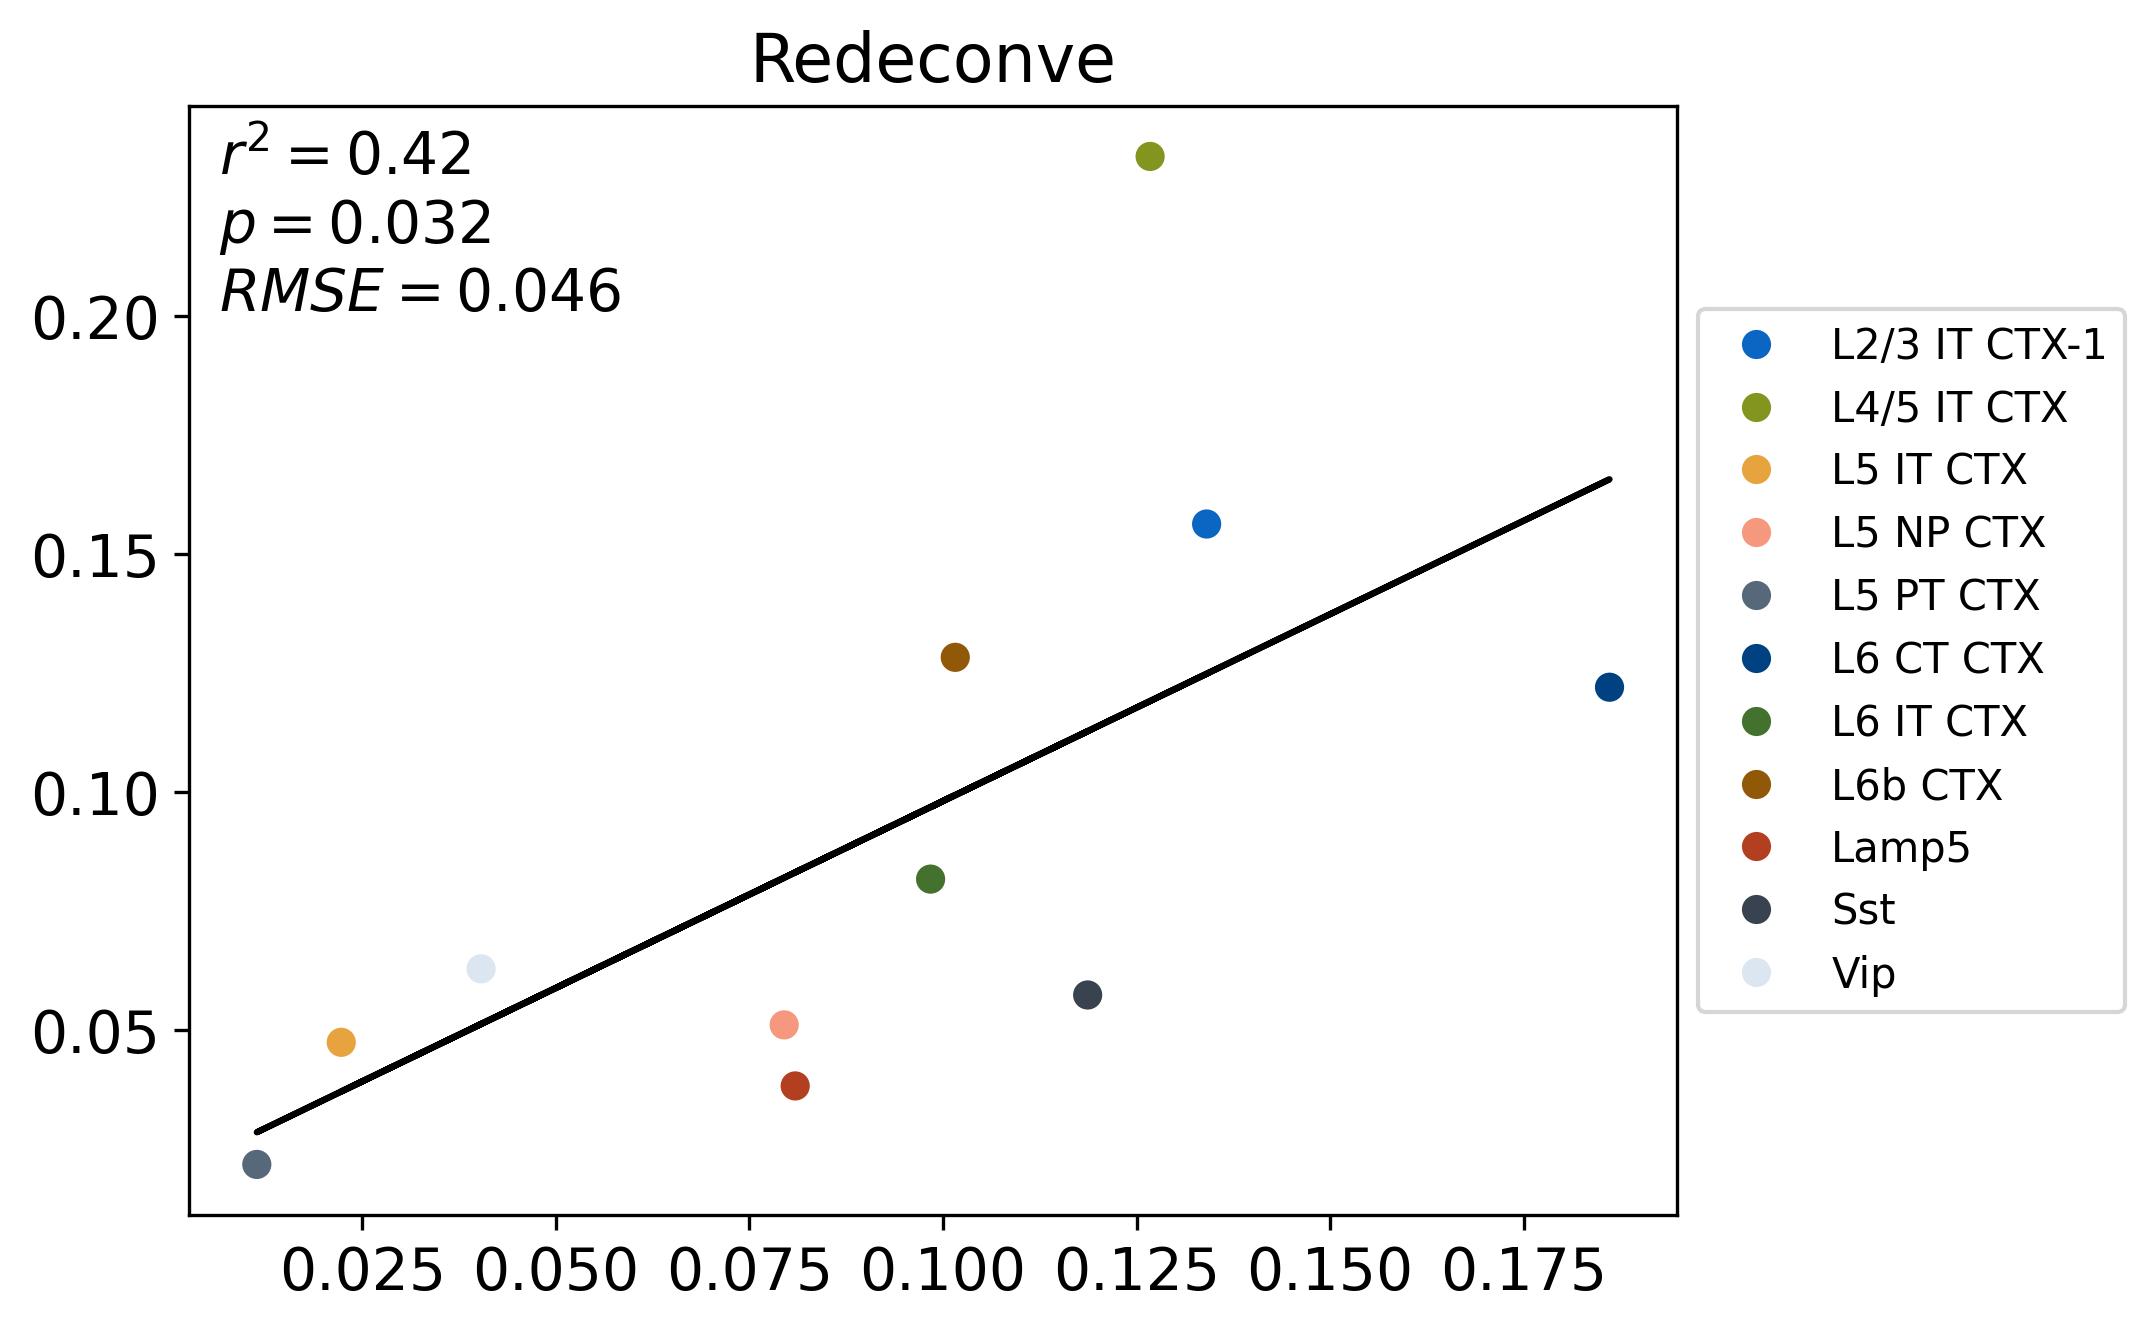 Redeconve
r² = 0.42
p = 0.032
RMSE = 0.046
0.20
0.15
0.10
0.05
0.025 0.050 0.075 0.100 0.125 0.150 0.175
L2/3 IT CTX-1
L4/5 IT CTX
L5 IT CTX
L5 NP CTX
L5 PT CTX
L6 CT CTX
L6 IT CTX
L6b CTX
Lamp5
Sst
Vip